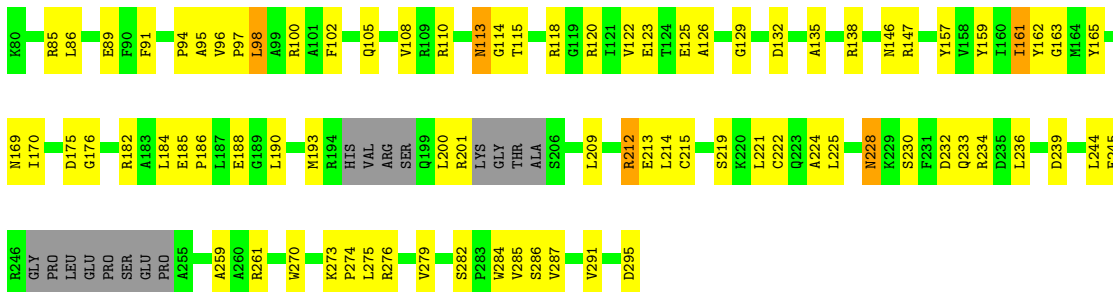 K80 R85 L86 E89 F90 F91 P94 A95 V96 P97 L98 A99 R100 A101 F102 Q105 V108 R109 R110 N113 G114 T115 R118 G119 R120 I121 V122 E123 T124 E125 A126 G129 D132 A135 R138 N146 R147 Y157 V158 Y159 I160 I161 Y162 G163 M164 Y165
N169 I170 D175 G176 R182 A183 L184 E185 P186 L187 E188 G189 L190 M193 R194 HIS VAL ARG SER Q199 L200 R201 LYS GLY THR ALA S206 L209 R212 E213 L214 C215 S219 K220 L221 C222 Q223 A224 L225 N228 K229 S230 F231 D232 Q233 R234 D235 L236 D239 L244
R246 GLY PRO LEU GLU PRO SER GLU PRO A255 A259 A260 R261 W270 K273 P274 L275 R276 V279 S282 P283 W284 V285 S286 V287 V291 D295